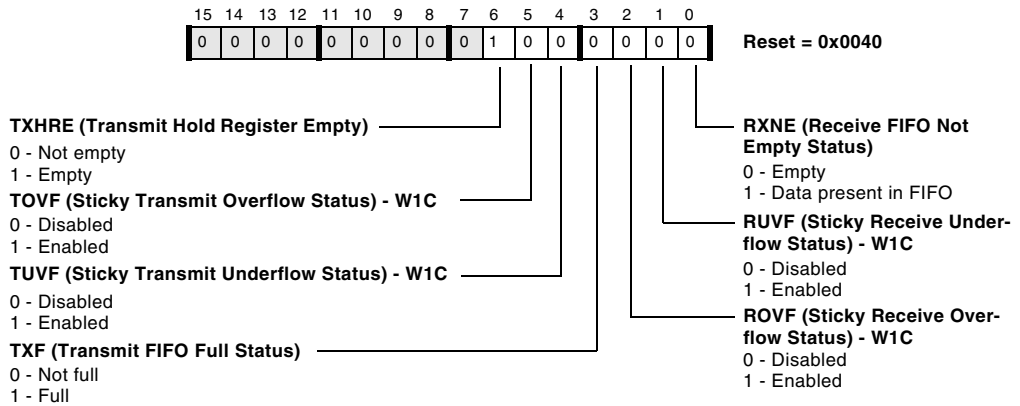 15 14 13 12 11 10 9 8 7 6 5 4 3 2 1 0
0 0 0 0 0 0 0 0 0 1 0 0 0 0 0 0
Reset = 0x0040
TXHRE (Transmit Hold Register Empty)
0 - Not empty
1 - Empty
TOVF (Sticky Transmit Overflow Status) - W1C
0 - Disabled
1 - Enabled
TUVF (Sticky Transmit Underflow Status) - W1C
0 - Disabled
1 - Enabled
TXF (Transmit FIFO Full Status)
0 - Not full
1 - Full
RXNE (Receive FIFO Not
Empty Status)
0 - Empty
1 - Data present in FIFO
RUVF (Sticky Receive Under-
flow Status) - W1C
0 - Disabled
1 - Enabled
ROVF (Sticky Receive Over-
flow Status) - W1C
0 - Disabled
1 - Enabled